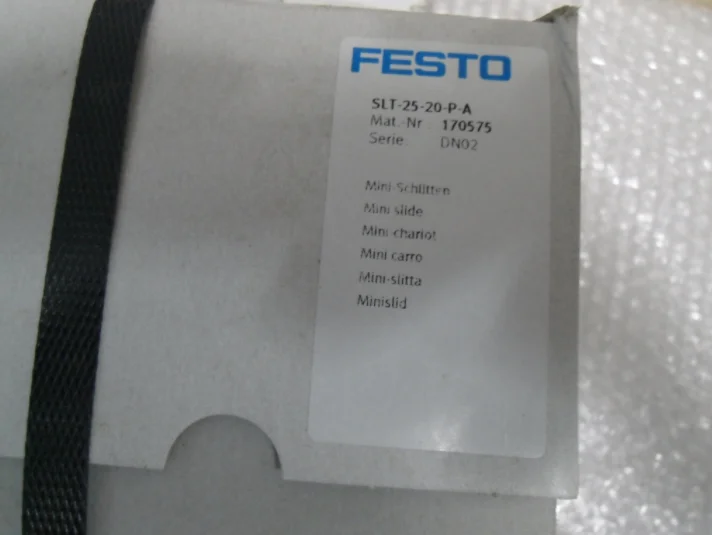 FESTO
SLT-25-20-P-A
Mat.-Nr 170575
Serie DN02
Mini-Schlitten
Mini slide
Mini-chariot
Mini carro
Mini-slitta
Minislid